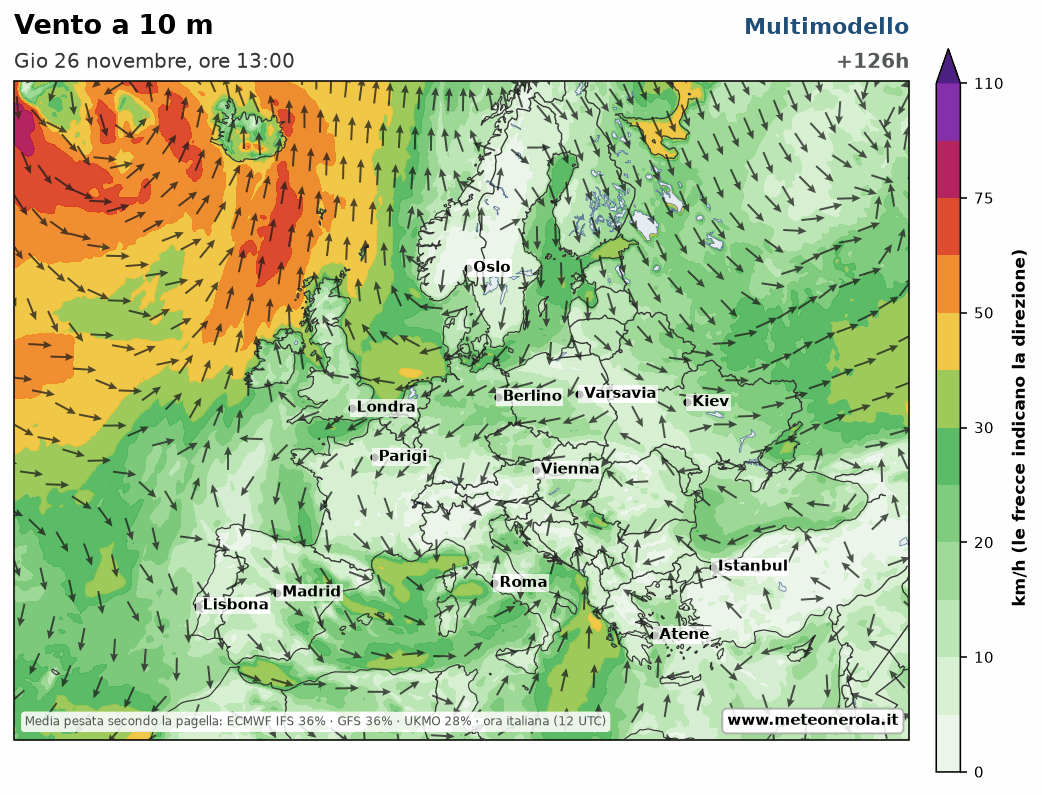 Vento a 10 m
Multimodello
Gio 26 novembre, ore 13:00
+126h
110
75
50
30
20
10
0
km/h (le frecce indicano la direzione)
Oslo
Berlino
Varsavia
Kiev
Londra
Parigi
Vienna
Istanbul
Roma
Madrid
Lisbona
Atene
Media pesata secondo la pagella: ECMWF IFS 36% · GFS 36% · UKMO 28% · ora italiana (12 UTC)
www.meteonerola.it